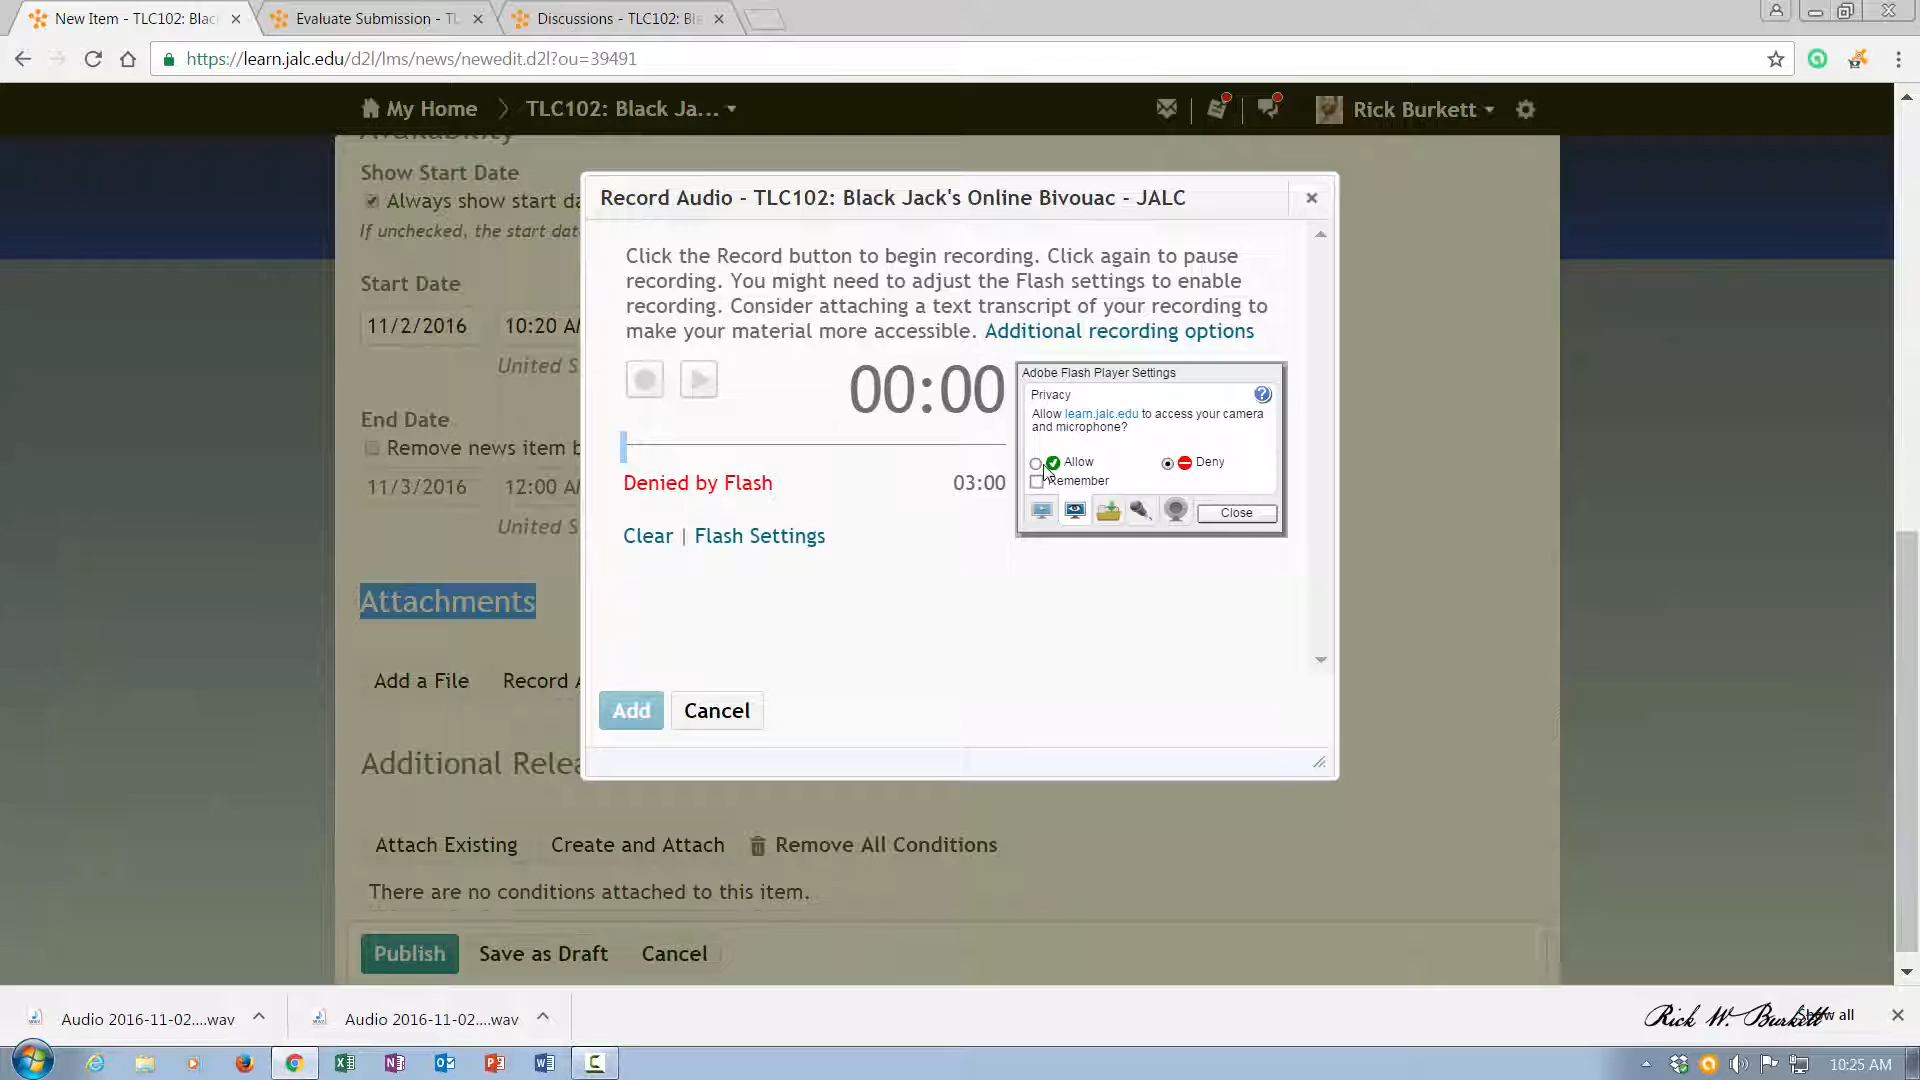 New Item - TLC102: Blac
Evaluate Submission - TL
Discussions - TLC102: Bl
https://learn.jalc.edu/d2l/lms/news/newedit.d2l?ou=39491
My Home
TLC102: Black Ja...
Rick Burkett
Availability
Show Start Date
Always show start da
If unchecked, the start dat
Start Date
11/2/2016
10:20 AM
United S
End Date
Remove news item b
11/3/2016
12:00 AM
United S
Attachments
Add a File
Record A
Additional Relea
Attach Existing
Create and Attach
Remove All Conditions
There are no conditions attached to this item.
Publish
Save as Draft
Cancel
Record Audio - TLC102: Black Jack's Online Bivouac - JALC
Click the Record button to begin recording. Click again to pause
recording. You might need to adjust the Flash settings to enable
recording. Consider attaching a text transcript of your recording to
make your material more accessible. Additional recording options
00:00
Denied by Flash
03:00
Clear | Flash Settings
Adobe Flash Player Settings
Privacy
Allow learn.jalc.edu to access your camera
and microphone?
Allow
Deny
Remember
Close
Add
Cancel
Audio 2016-11-02....wav
Audio 2016-11-02....wav
Rick W. Burkett
Show all
10:25 AM